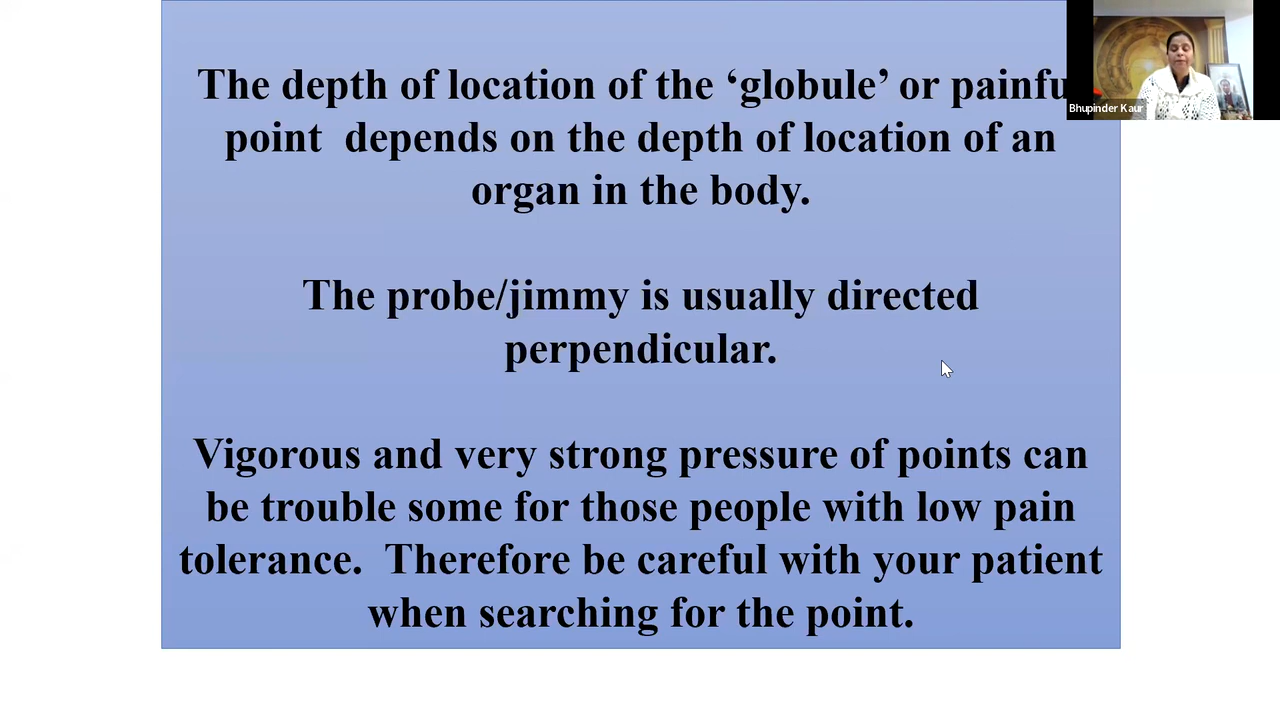 The depth of location of the ‘globule’ or painfu
point  depends on the depth of location of an
organ in the body.
The probe/jimmy is usually directed
perpendicular.
Vigorous and very strong pressure of points can
be trouble some for those people with low pain
tolerance.  Therefore be careful with your patient
when searching for the point.
Bhupinder Kaur